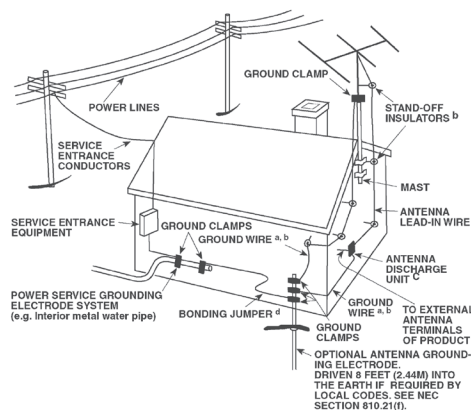 GROUND CLAMP
POWER LINES
STAND-OFF
INSULATORS b
SERVICE
ENTRANCE
CONDUCTORS
MAST
ANTENNA
LEAD-IN WIRE
SERVICE ENTRANCE
EQUIPMENT
GROUND CLAMPS
GROUND WIRE a, b
ANTENNA
DISCHARGE
UNIT C
POWER SERVICE GROUNDING
ELECTRODE SYSTEM
(e.g. Interior metal water pipe)
BONDING JUMPER d
GROUND
WIRE a, b
GROUND
CLAMPS
TO EXTERNAL
ANTENNA
TERMINALS
OF PRODUCT
OPTIONAL ANTENNA GROUND-
ING ELECTRODE.
DRIVEN 8 FEET (2.44M) INTO
THE EARTH IF REQUIRED BY
LOCAL CODES. SEE NEC
SECTION 810.21(f).